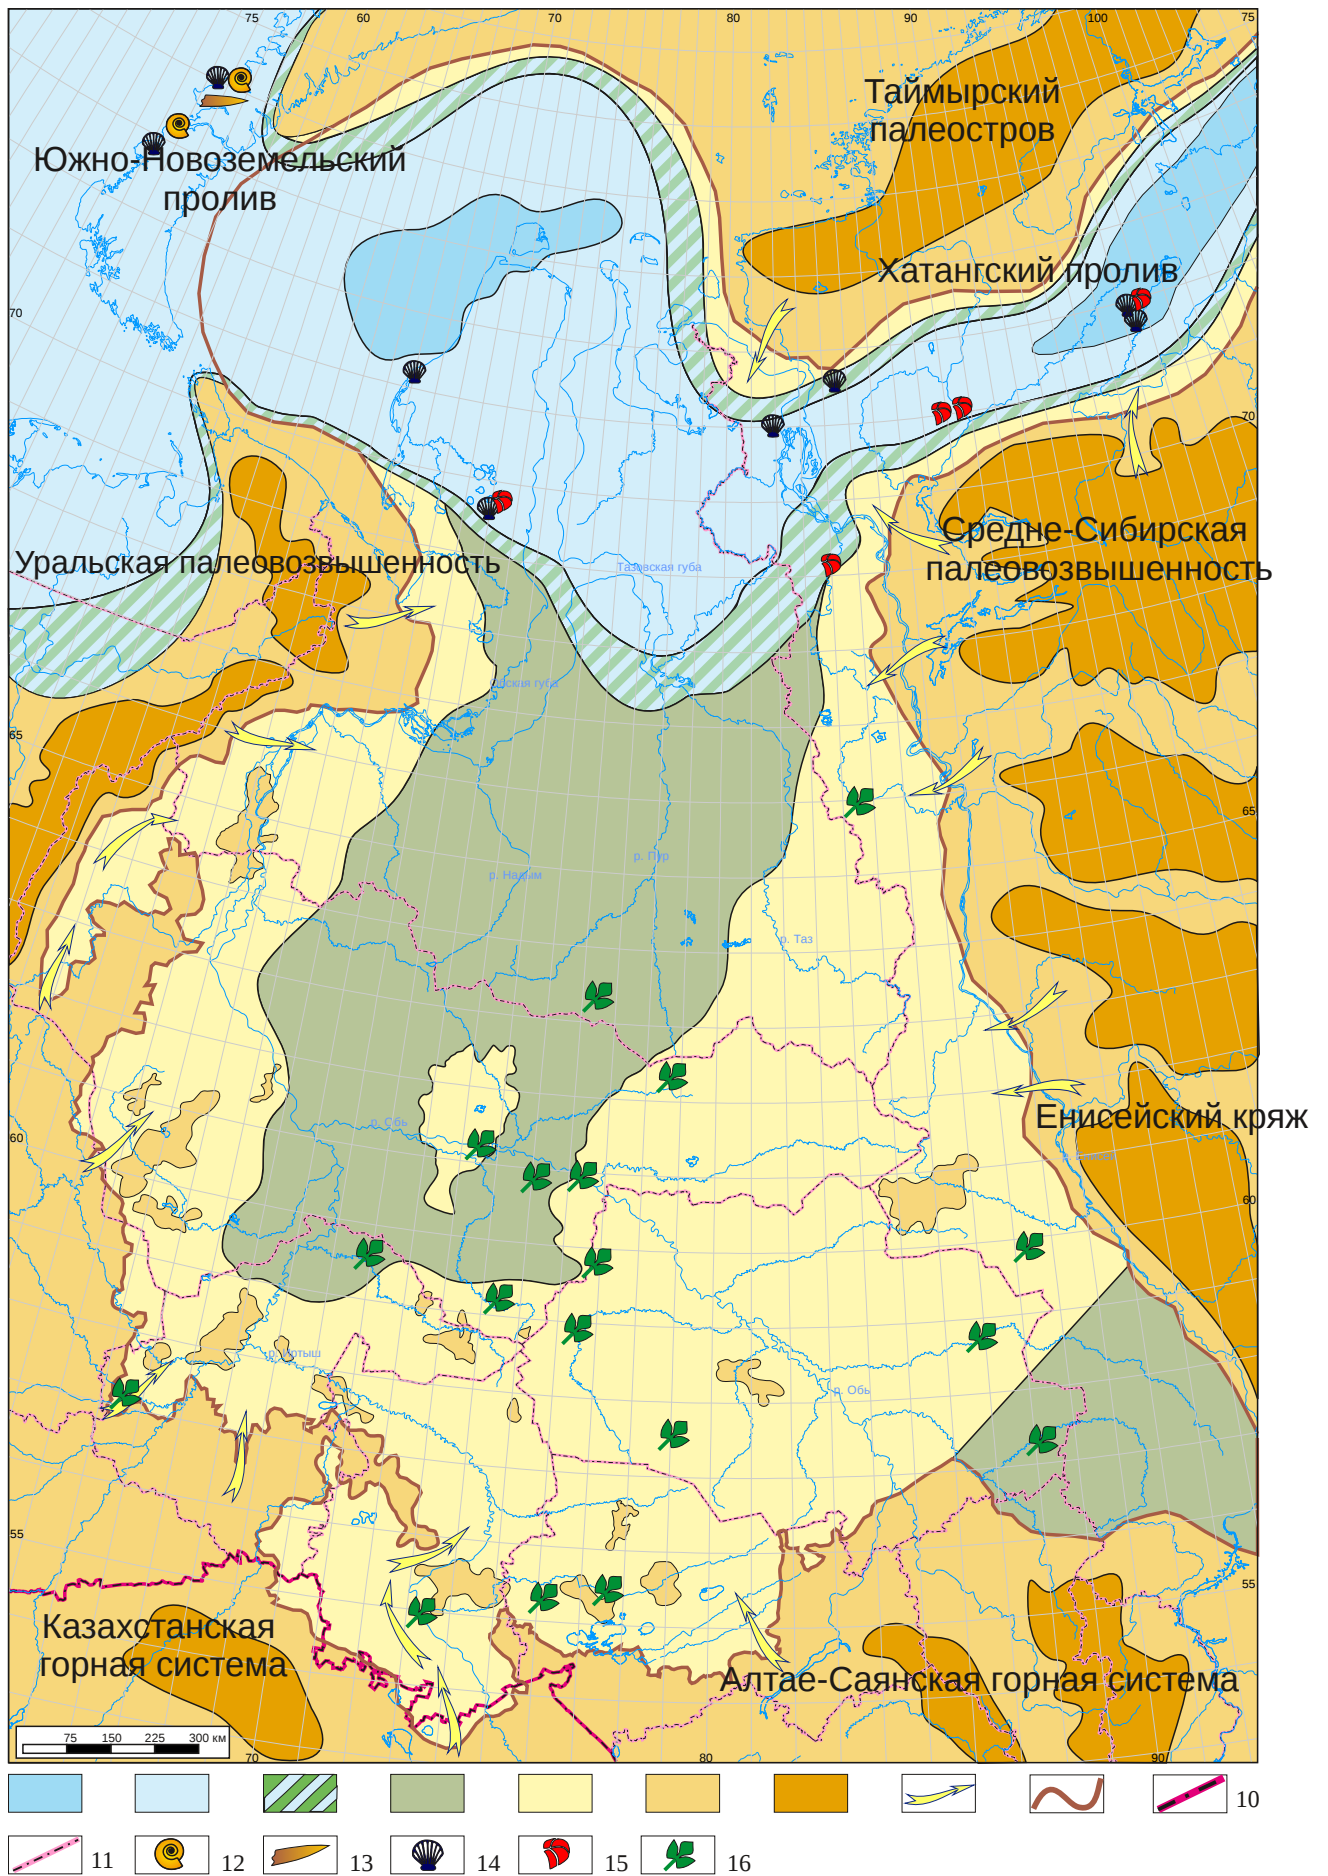 75 60 70 80 90 100 75
Таймырский
палеостров
Южно-Новоземельский
пролив
Хатангский пролив
70
70
Средне-Сибирская
палеовозвышенность
Уральская палеовозвышенность
Тазовская губа
Обская губа
65
65
р. Пур
р. Надым
р. Таз
Енисейский кряж
р. Обь
60
60
р. Иртыш
р. Обь
55
55
Казахстанская
горная система
Алтае-Саянская горная система
75 150 225 300 км
70 80 90
10
11 12 13 14 15 16